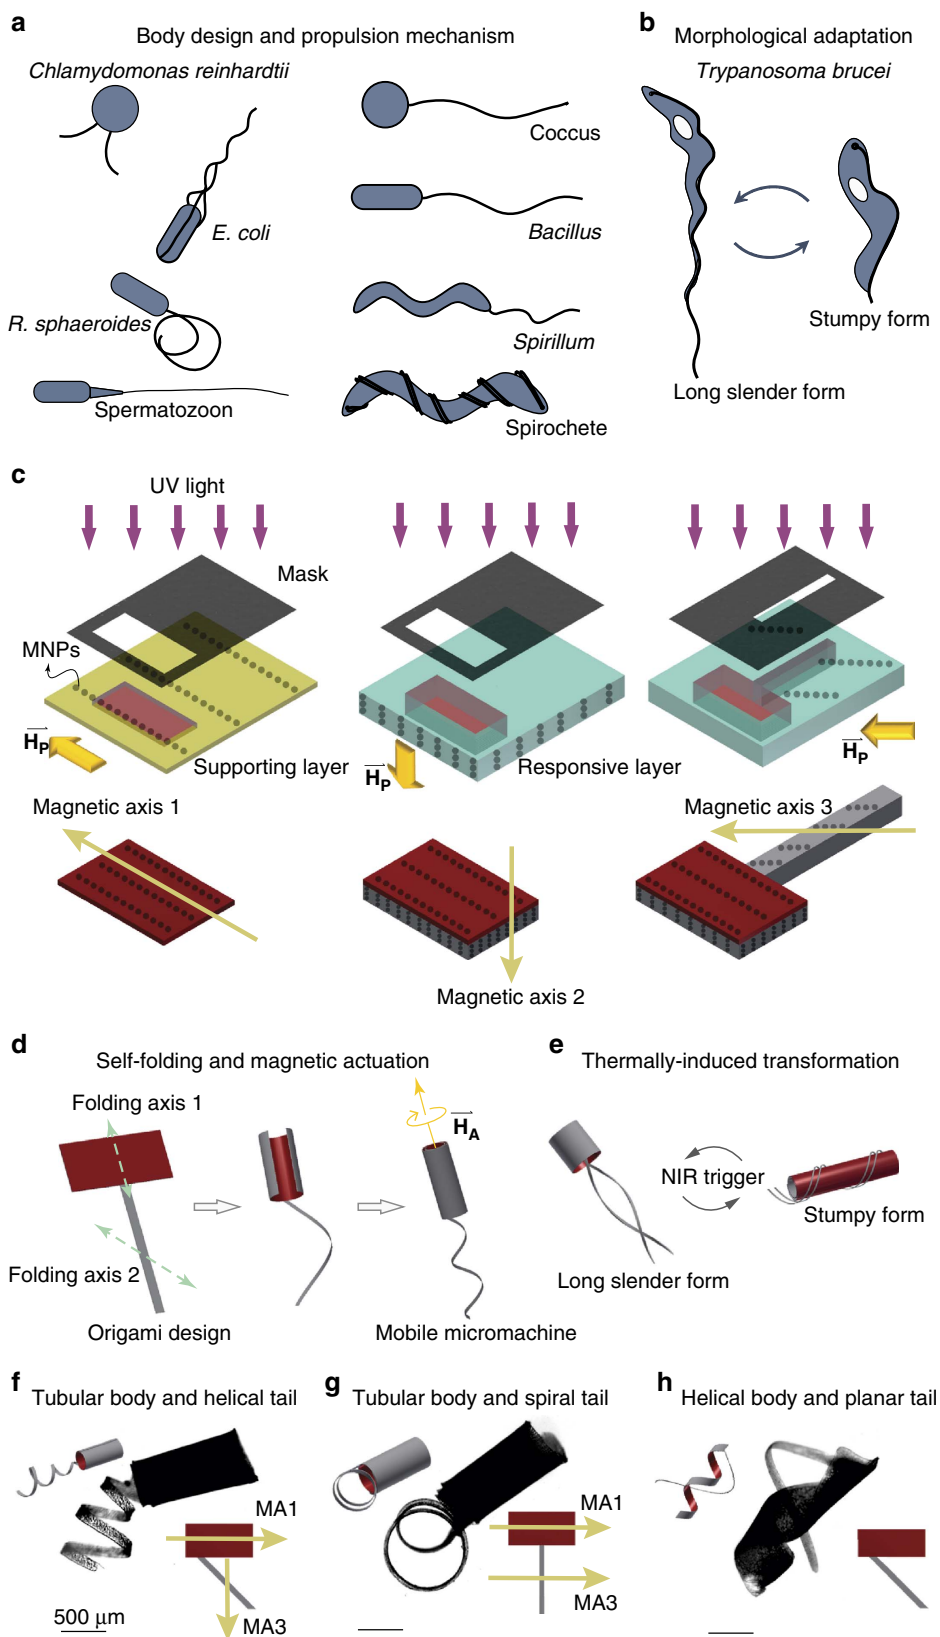 a
Body design and propulsion mechanism
Chlamydomonas reinhardtii
Coccus
E. coli
Bacillus
R. sphaeroides
Spirillum
Spermatozoon
Spirochete
b
Morphological adaptation
Trypanosoma brucei
Stumpy form
Long slender form
c
UV light
Mask
MNPs
HP
Supporting layer
HP
Responsive layer
HP
Magnetic axis 1
Magnetic axis 2
Magnetic axis 3
d
Self-folding and magnetic actuation
Folding axis 1
HA
Folding axis 2
Origami design
Mobile micromachine
e
Thermally-induced transformation
NIR trigger
Stumpy form
Long slender form
f
Tubular body and helical tail
MA1
MA3
500 μm
g
Tubular body and spiral tail
MA1
MA3
h
Helical body and planar tail